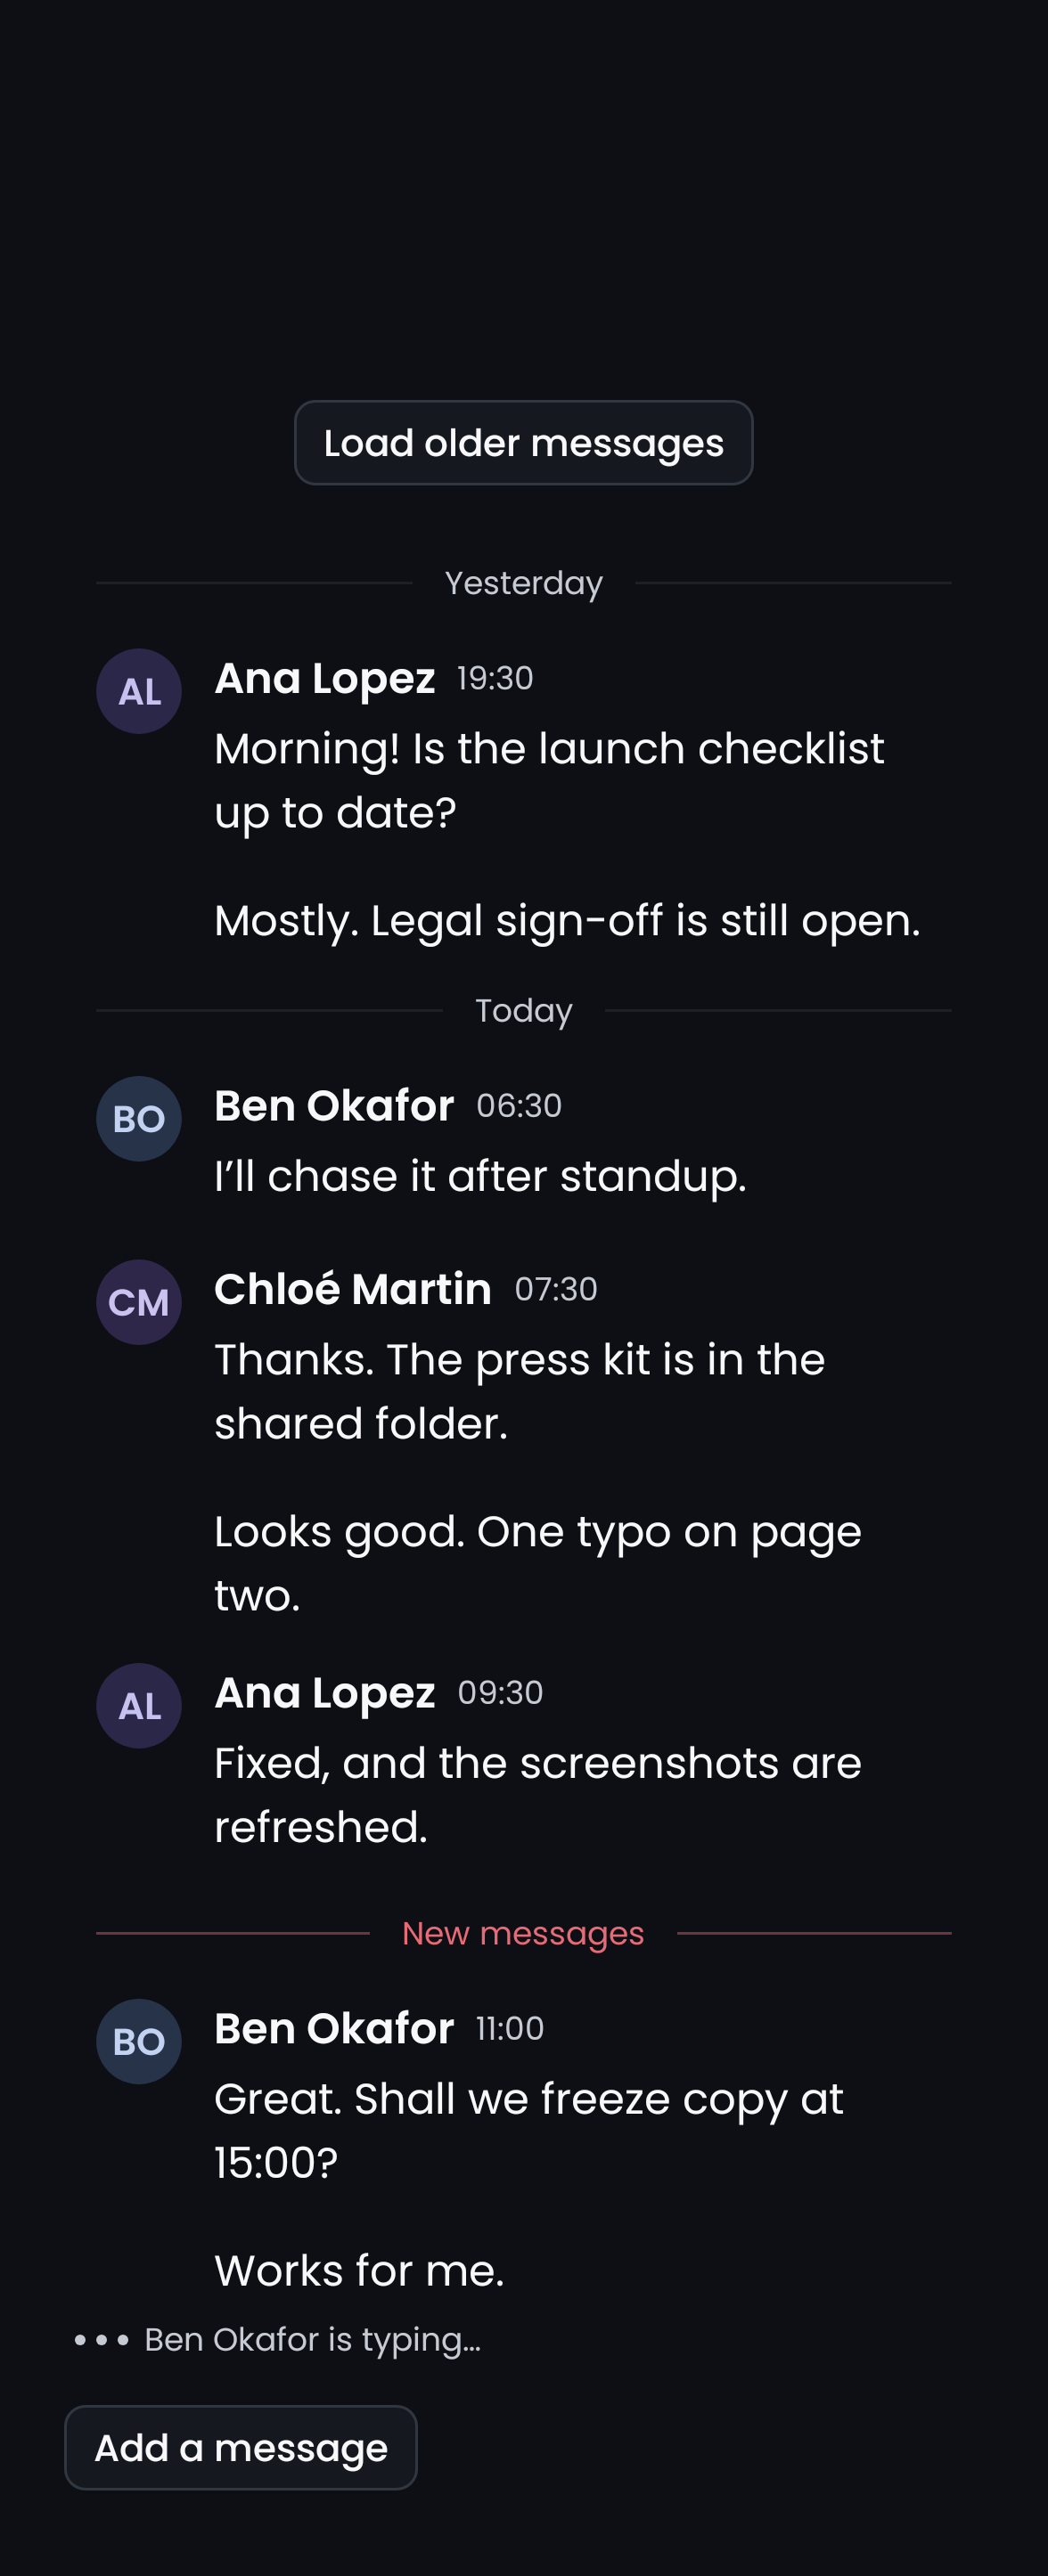 Load older messages
Yesterday
AL
Ana Lopez 19:30
Morning! Is the launch checklist
up to date?
Mostly. Legal sign-off is still open.
Today
BO
Ben Okafor 06:30
I’ll chase it after standup.
CM
Chloé Martin 07:30
Thanks. The press kit is in the
shared folder.
Looks good. One typo on page
two.
AL
Ana Lopez 09:30
Fixed, and the screenshots are
refreshed.
New messages
BO
Ben Okafor 11:00
Great. Shall we freeze copy at
15:00?
Works for me.
Ben Okafor is typing…
Add a message